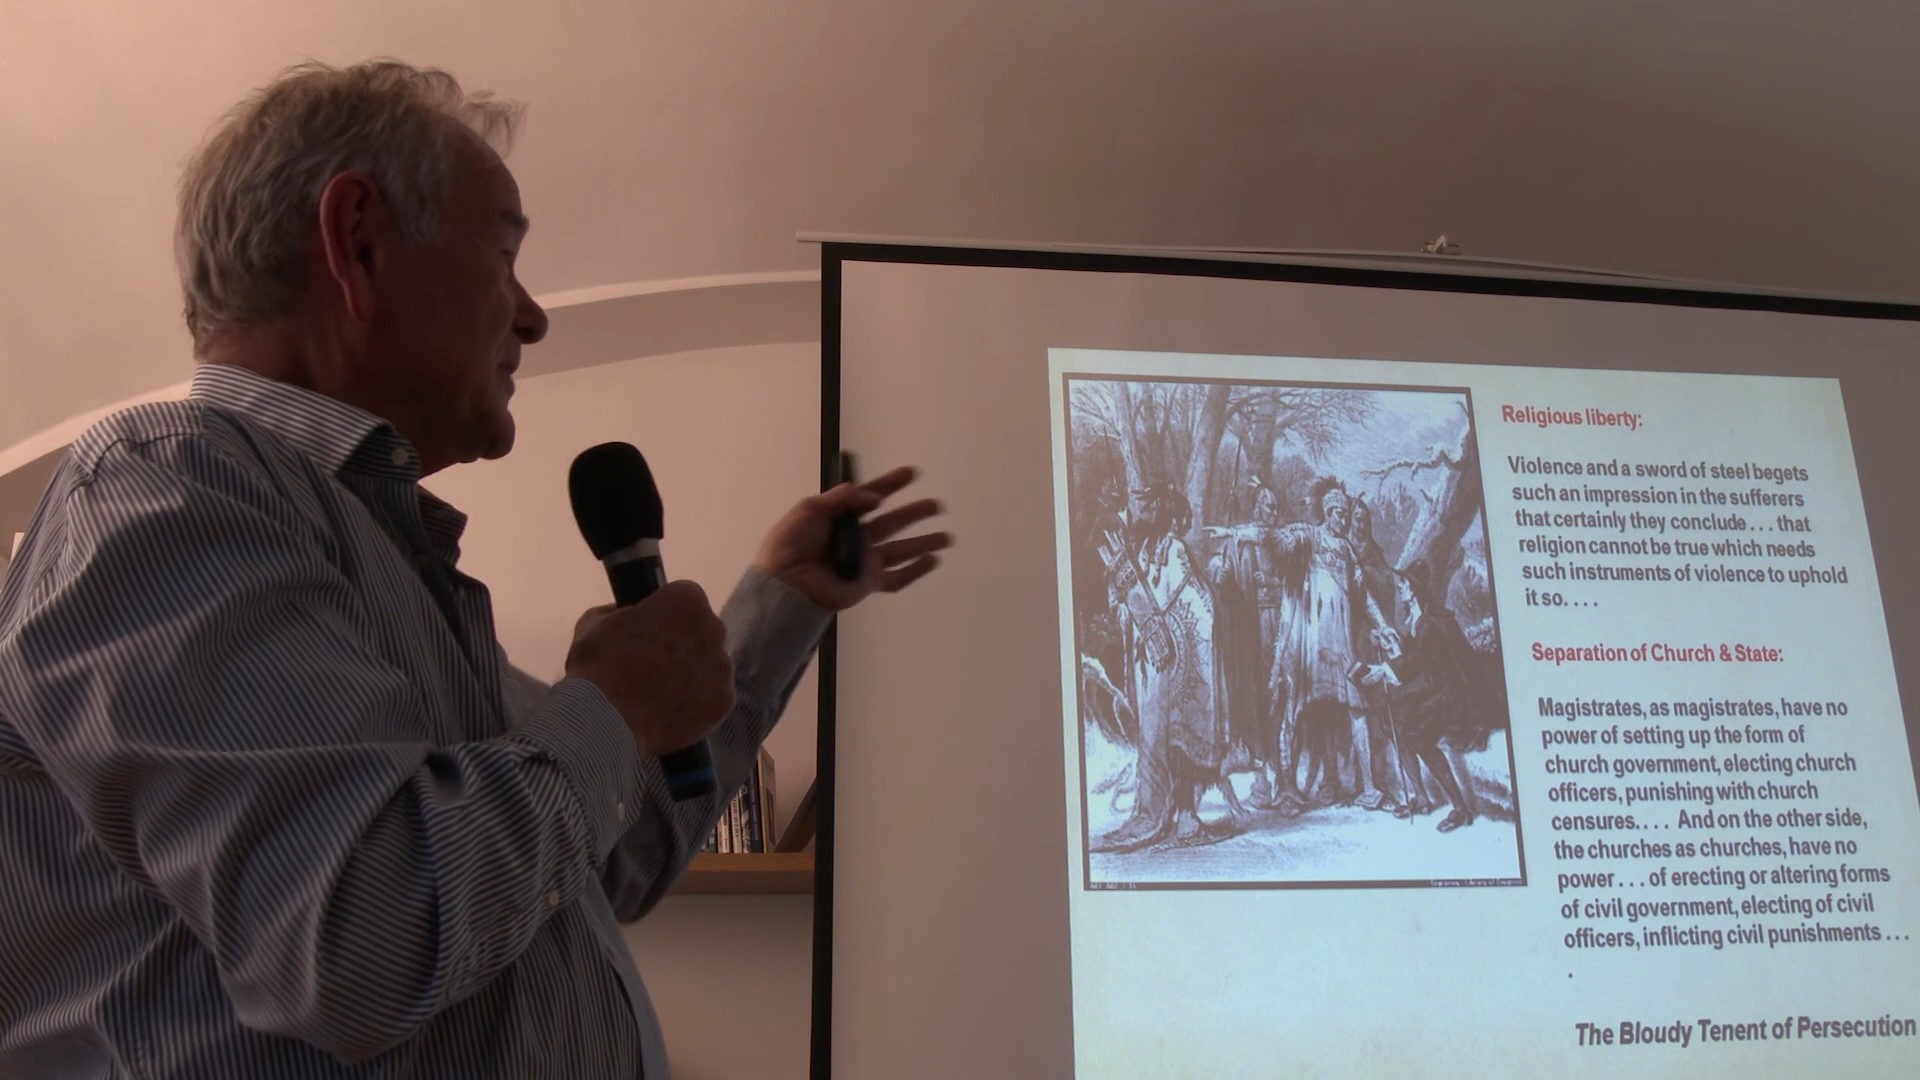 Religious liberty:
Violence and a sword of steel begets
such an impression in the sufferers
that certainly they conclude . . . that
religion cannot be true which needs
such instruments of violence to uphold
it so. . . .
Separation of Church & State:
Magistrates, as magistrates, have no
power of setting up the form of
church government, electing church
officers, punishing with church
censures. . . . And on the other side,
the churches as churches, have no
power . . . of erecting or altering forms
of civil government, electing of civil
officers, inflicting civil punishments . . .
.
The Bloudy Tenent of Persecution